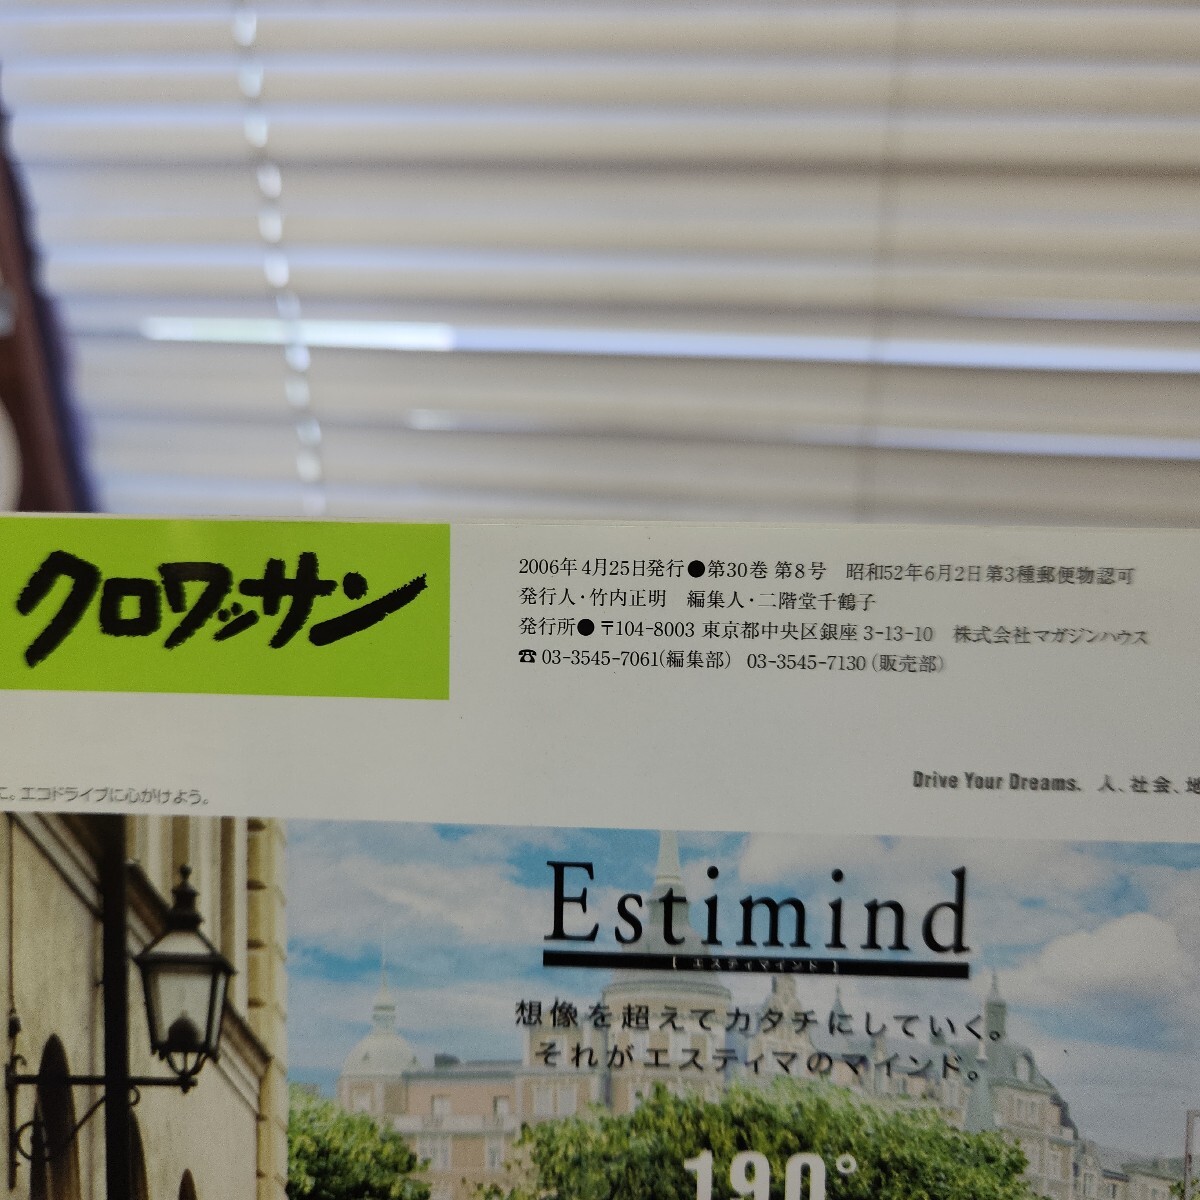 クロワッサン
2006年4月25日発行●第30巻 第8号 昭和52年6月2日第3種郵便物認可
発行人・竹内正明 編集人・二階堂千鶴子
発行所●〒104-8003 東京都中央区銀座3-13-10 株式会社マガジンハウス
☎03-3545-7061(編集部) 03-3545-7130(販売部)
Drive Your Dreams. 人、社会、地
に。エコドライブに心がけよう。
Estimind
[エスティマインド]
想像を超えてカタチにしていく。
それがエスティマのマインド。
190°